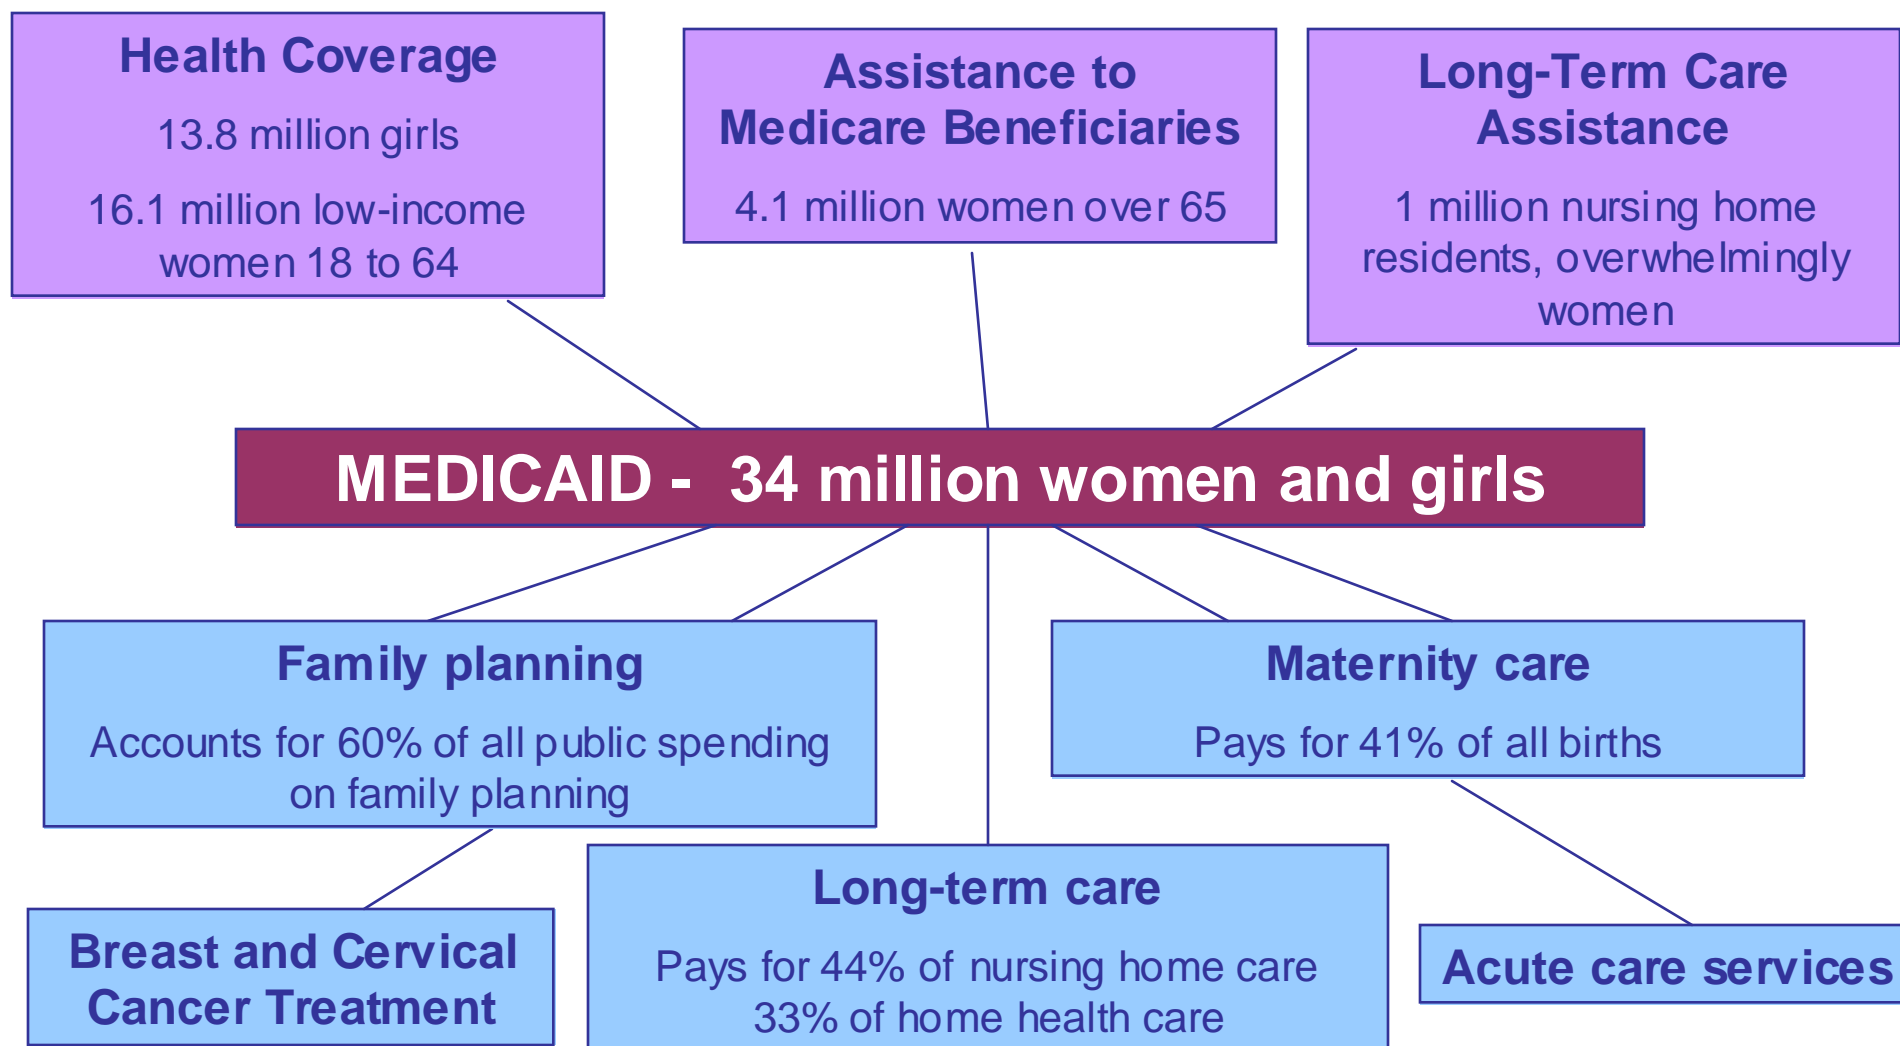 Health Coverage
13.8 million girls
16.1 million low-income
women 18 to 64
Assistance to
Medicare Beneficiaries
4.1 million women over 65
Long-Term Care
Assistance
1 million nursing home
residents, overwhelmingly
women
MEDICAID -  34 million women and girls
Family planning
Accounts for 60% of all public spending
on family planning
Maternity care
Pays for 41% of all births
Breast and Cervical
Cancer Treatment
Long-term care
Pays for 44% of nursing home care
33% of home health care
Acute care services